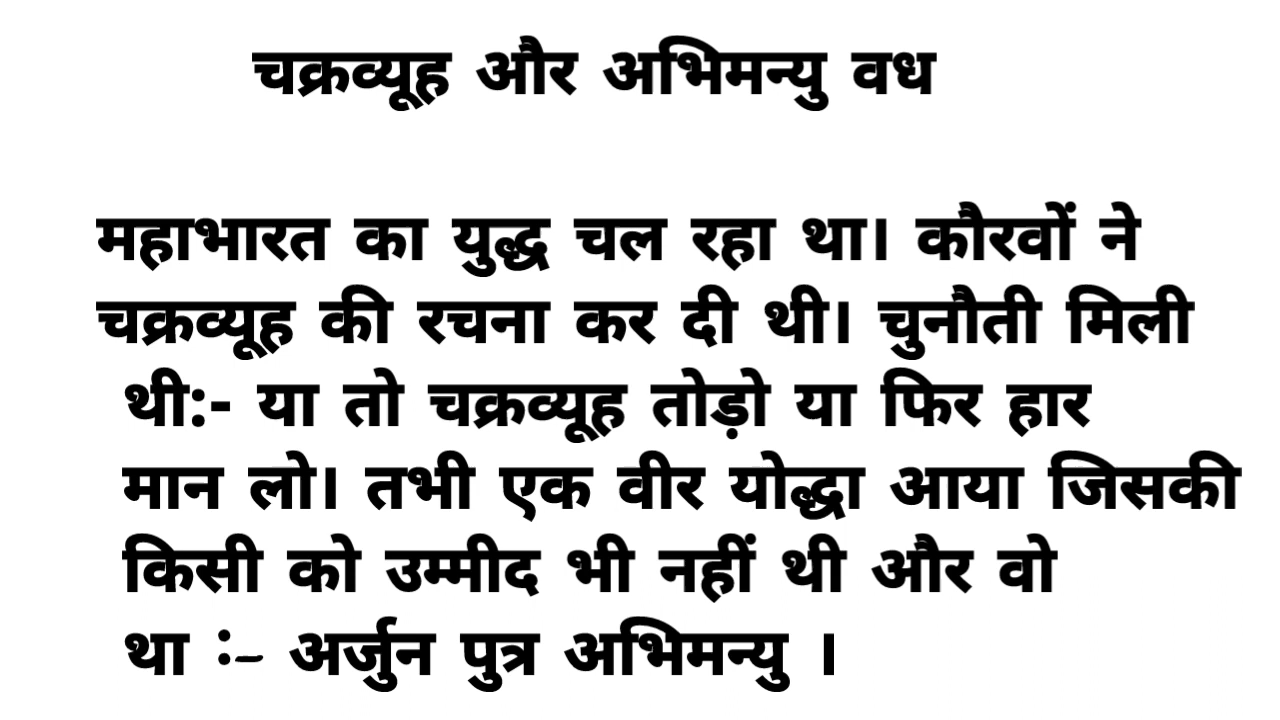 चक्रव्यूह और अभिमन्यु वध
महाभारत का युद्ध चल रहा था। कौरवों ने
चक्रव्यूह की रचना कर दी थी। चुनौती मिली
थी:- या तो चक्रव्यूह तोड़ो या फिर हार
मान लो। तभी एक वीर योद्धा आया जिसकी
किसी को उम्मीद भी नहीं थी और वो
था :– अर्जुन पुत्र अभिमन्यु ।